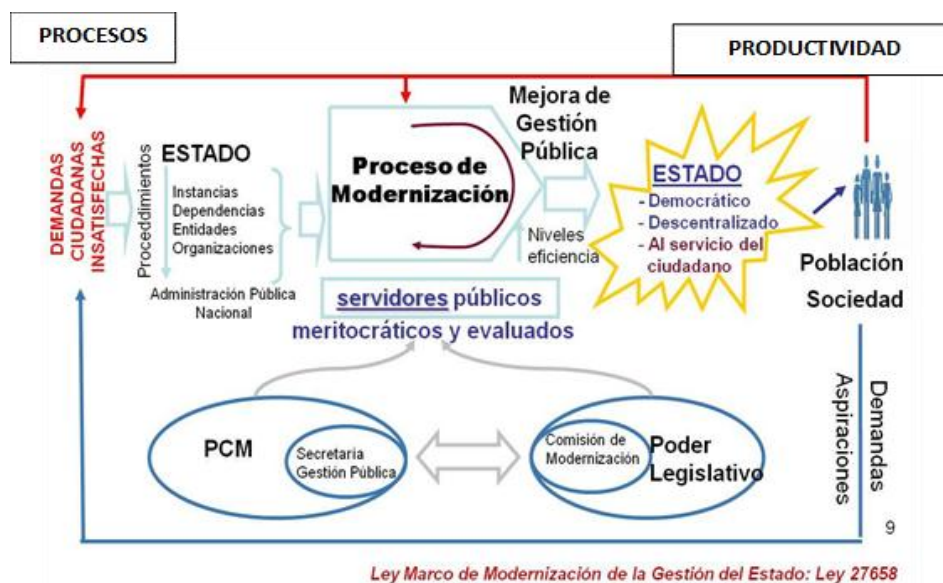 PROCESOS
PRODUCTIVIDAD
DEMANDAS
CIUDADANAS
INSATISFECHAS
Proceddimientos
ESTADO
Instancias
Dependencias
Entidades
Organizaciones
Administración Pública
Nacional
Proceso de
Modernización
Mejora de
Gestión
Pública
Niveles
eficiencia
ESTADO
- Democrático
- Descentralizado
- Al servicio del
ciudadano
Población
Sociedad
servidores públicos
meritocráticos y evaluados
PCM
Secretaría
Gestión Pública
Comisión de
Modernización
Poder
Legislativo
Demandas
Aspiraciones
9
Ley Marco de Modernización de la Gestión del Estado: Ley 27658